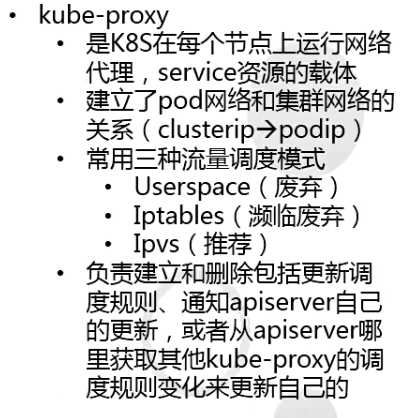 • kube-proxy
• 是K8S在每个节点上运行网络
代理，service资源的载体
• 建立了pod网络和集群网络的
关系（clusterip→podip）
• 常用三种流量调度模式
• Userspace（废弃）
• Iptables（濒临废弃）
• Ipvs（推荐）
• 负责建立和删除包括更新调
度规则、通知apiserver自己
的更新，或者从apiserver哪
里获取其他kube-proxy的调
度规则变化来更新自己的